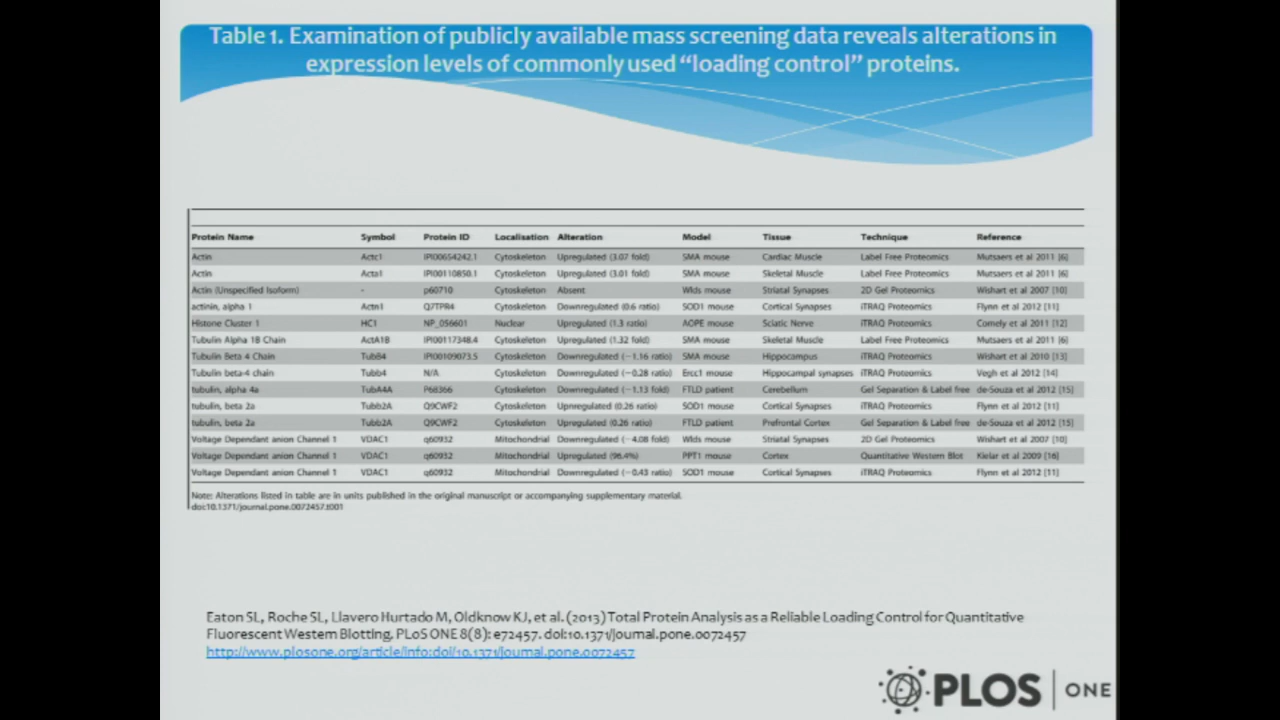 Table 1. Examination of publicly available mass screening data reveals alterations in
expression levels of commonly used “loading control” proteins.
Protein Name Symbol Protein ID Localisation Alteration Model Tissue Technique Reference
Actin Actc1 IPI00654242.1 Cytoskeleton Upregulated (3.07 fold) SMA mouse Cardiac Muscle Label Free Proteomics Mutsaers et al 2011 [6]
Actin Acta1 IPI00110850.1 Cytoskeleton Upregulated (3.01 fold) SMA mouse Skeletal Muscle Label Free Proteomics Mutsaers et al 2011 [6]
Actin (Unspecified Isoform) - p60710 Cytoskeleton Absent Wlds mouse Striatal Synapses 2D Gel Proteomics Wishart et al 2007 [10]
actinin, alpha 1 Actn1 Q7TPR4 Cytoskeleton Downregulated (0.6 ratio) SOD1 mouse Cortical Synapses iTRAQ Proteomics Flynn et al 2012 [11]
Histone Cluster 1 HC1 NP_056601 Nuclear Upregulated (1.3 ratio) AOPE mouse Sciatic Nerve iTRAQ Proteomics Comely et al 2011 [12]
Tubulin Alpha 1B Chain ActA1B IPI00117348.4 Cytoskeleton Upregulated (1.32 fold) SMA mouse Skeletal Muscle Label Free Proteomics Mutsaers et al 2011 [6]
Tubulin Beta 4 Chain TubB4 IPI00109073.5 Cytoskeleton Downregulated (−1.16 ratio) SMA mouse Hippocampus iTRAQ Proteomics Wishart et al 2010 [13]
Tubulin beta-4 chain Tubb4 N/A Cytoskeleton Downregulated (−0.28 ratio) Ercc1 mouse Hippocampal synapses iTRAQ Proteomics Vegh et al 2012 [14]
tubulin, alpha 4a TubA4A P68366 Cytoskeleton Downregulated (−1.13 fold) FTLD patient Cerebellum Gel Separation & Label free de-Souza et al 2012 [15]
tubulin, beta 2a Tubb2A Q9CWF2 Cytoskeleton Upnregulated (0.26 ratio) SOD1 mouse Cortical Synapses iTRAQ Proteomics Flynn et al 2012 [11]
tubulin, beta 2a Tubb2A Q9CWF2 Cytoskeleton Upregulated (0.26 ratio) FTLD patient Prefrontal Cortex Gel Separation & Label free de-Souza et al 2012 [15]
Voltage Dependant anion Channel 1 VDAC1 q60932 Mitochondrial Downregulated (−4.08 fold) Wlds mouse Striatal Synapses 2D Gel Proteomics Wishart et al 2007 [10]
Voltage Dependant anion Channel 1 VDAC1 q60932 Mitochondrial Upregulated (96.4%) PPT1 mouse Cortex Quantitative Western Blot Kielar et al 2009 [16]
Voltage Dependant anion Channel 1 VDAC1 q60932 Mitochondrial Downregulated (−0.43 ratio) SOD1 mouse Cortical Synapses iTRAQ Proteomics Flynn et al 2012 [11]
Note: Alterations listed in table are in units published in the original manuscript or accompanying supplementary material.
doi:10.1371/journal.pone.0072457.t001
Eaton SL, Roche SL, Llavero Hurtado M, Oldknow KJ, et al. (2013) Total Protein Analysis as a Reliable Loading Control for Quantitative
Fluorescent Western Blotting. PLoS ONE 8(8): e72457. doi:10.1371/journal.pone.0072457
http://www.plosone.org/article/info:doi/10.1371/journal.pone.0072457
PLOS | ONE